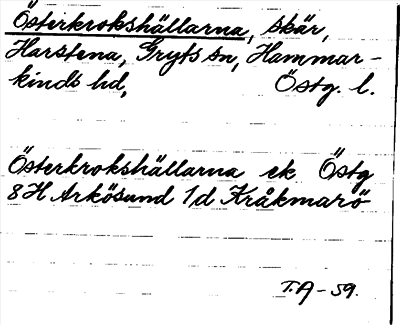 Österkrokshällarna, skär,
Harstena, Gryts sn, Hammar-
kinds hd, Östg. l.
Österkrokshällarna ek Östg
8H Arkösund 1d Kråkmarö
T.A-59.